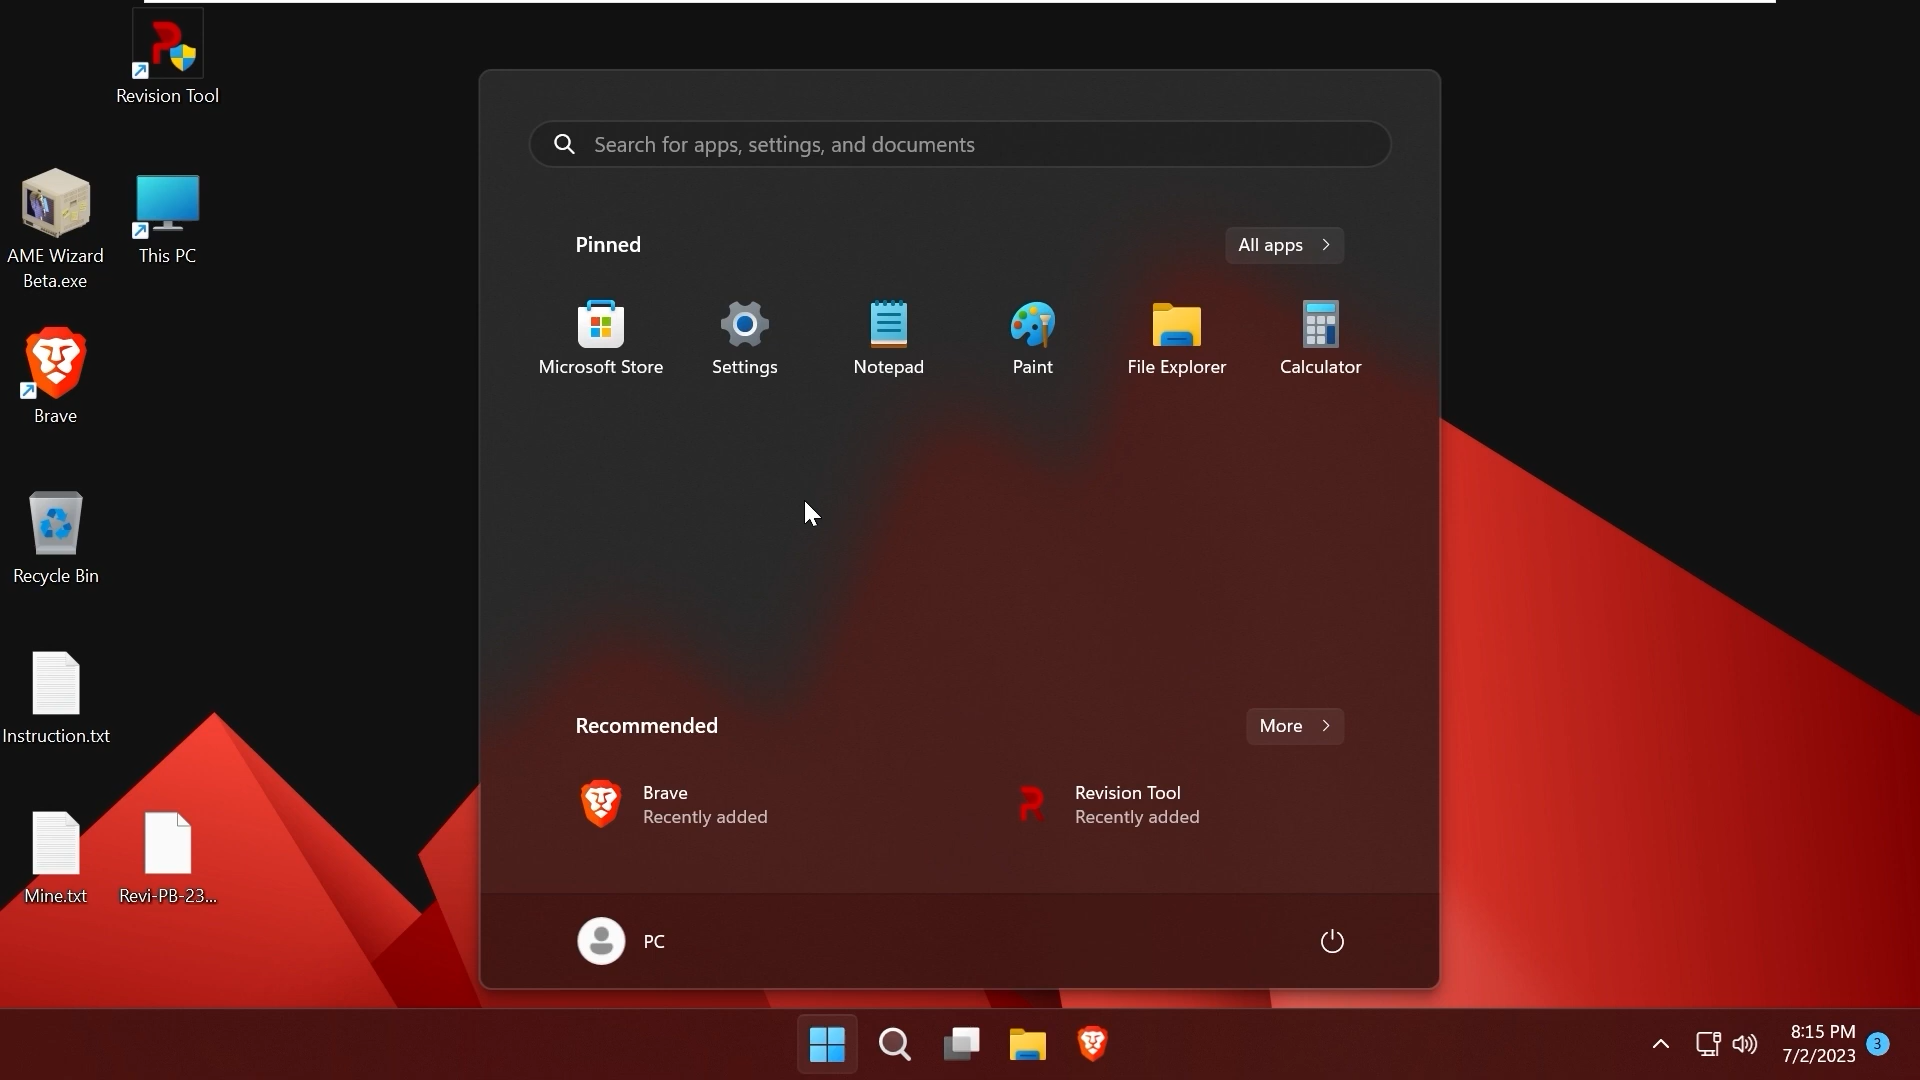 Revision Tool
AME Wizard
Beta.exe
This PC
Brave
Recycle Bin
Instruction.txt
Mine.txt
Revi-PB-23...
Search for apps, settings, and documents
Pinned
All apps
Microsoft Store
Settings
Notepad
Paint
File Explorer
Calculator
Recommended
More
Brave
Recently added
Revision Tool
Recently added
PC
8:15 PM
7/2/2023
3